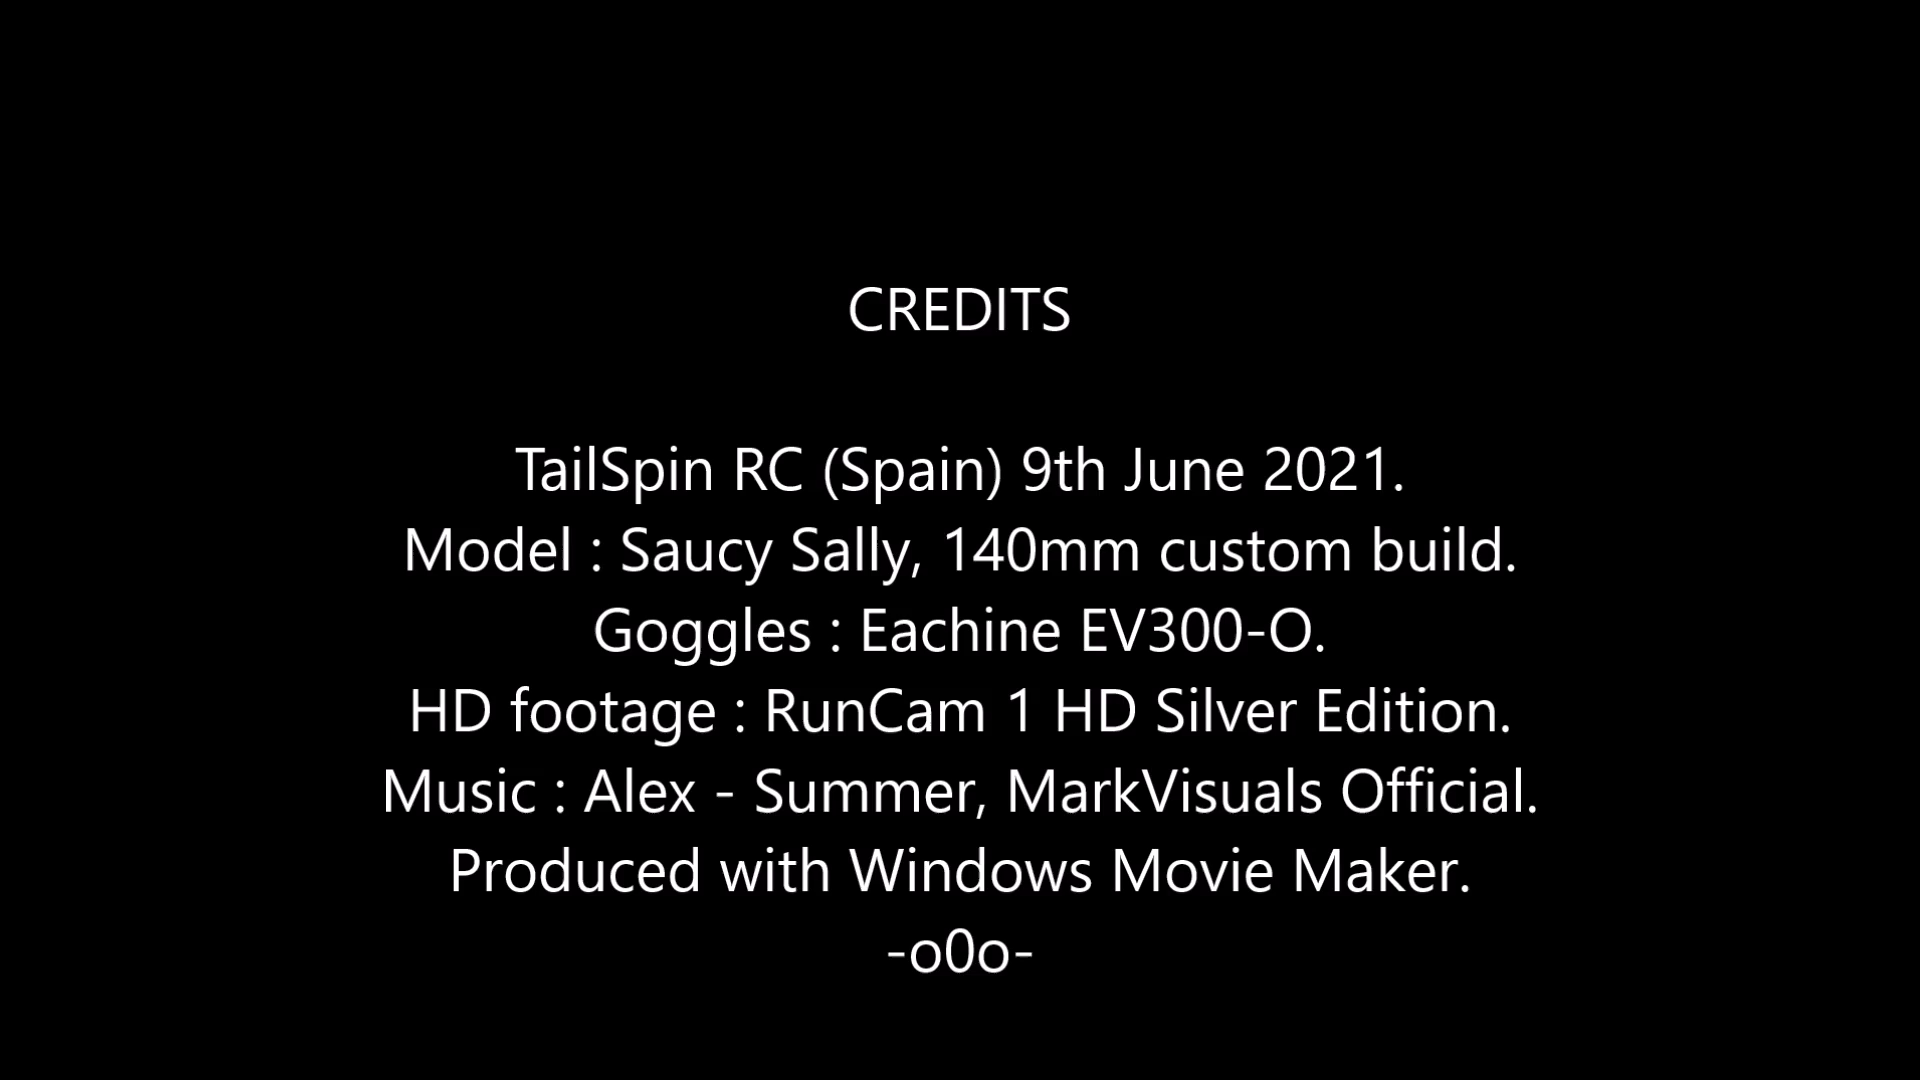 CREDITS
TailSpin RC (Spain) 9th June 2021.
Model : Saucy Sally, 140mm custom build.
Goggles : Eachine EV300-O.
HD footage : RunCam 1 HD Silver Edition.
Music : Alex - Summer, MarkVisuals Official.
Produced with Windows Movie Maker.
-o0o-